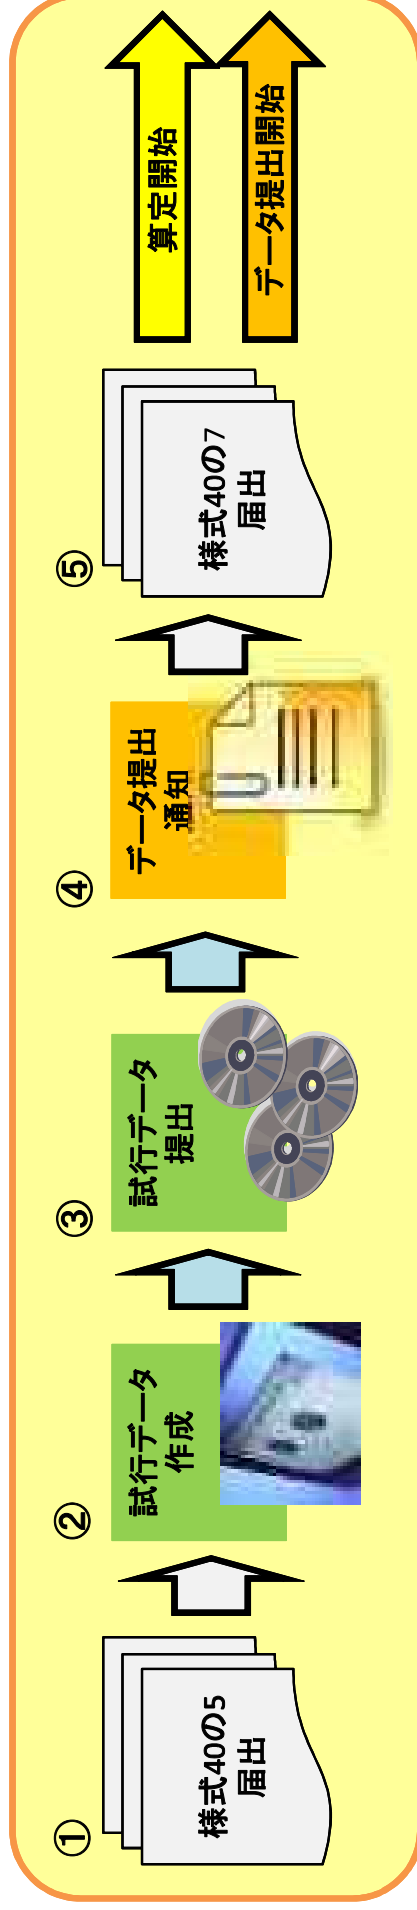 ①
様式40の5
届出
②
試行データ
作成
③
試行データ
提出
④
データ提出
通知
⑤
様式40の7
届出
算定開始
データ提出開始